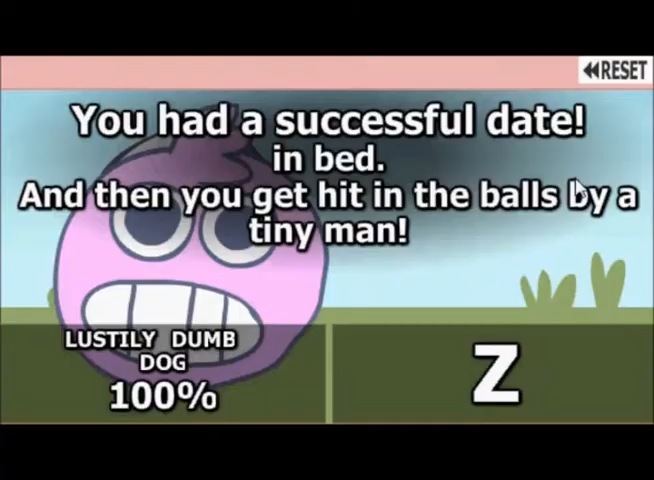 ◀◀RESET
You had a successful date!
in bed.
And then you get hit in the balls by a
tiny man!
LUSTILY DUMB
DOG
100%
Z